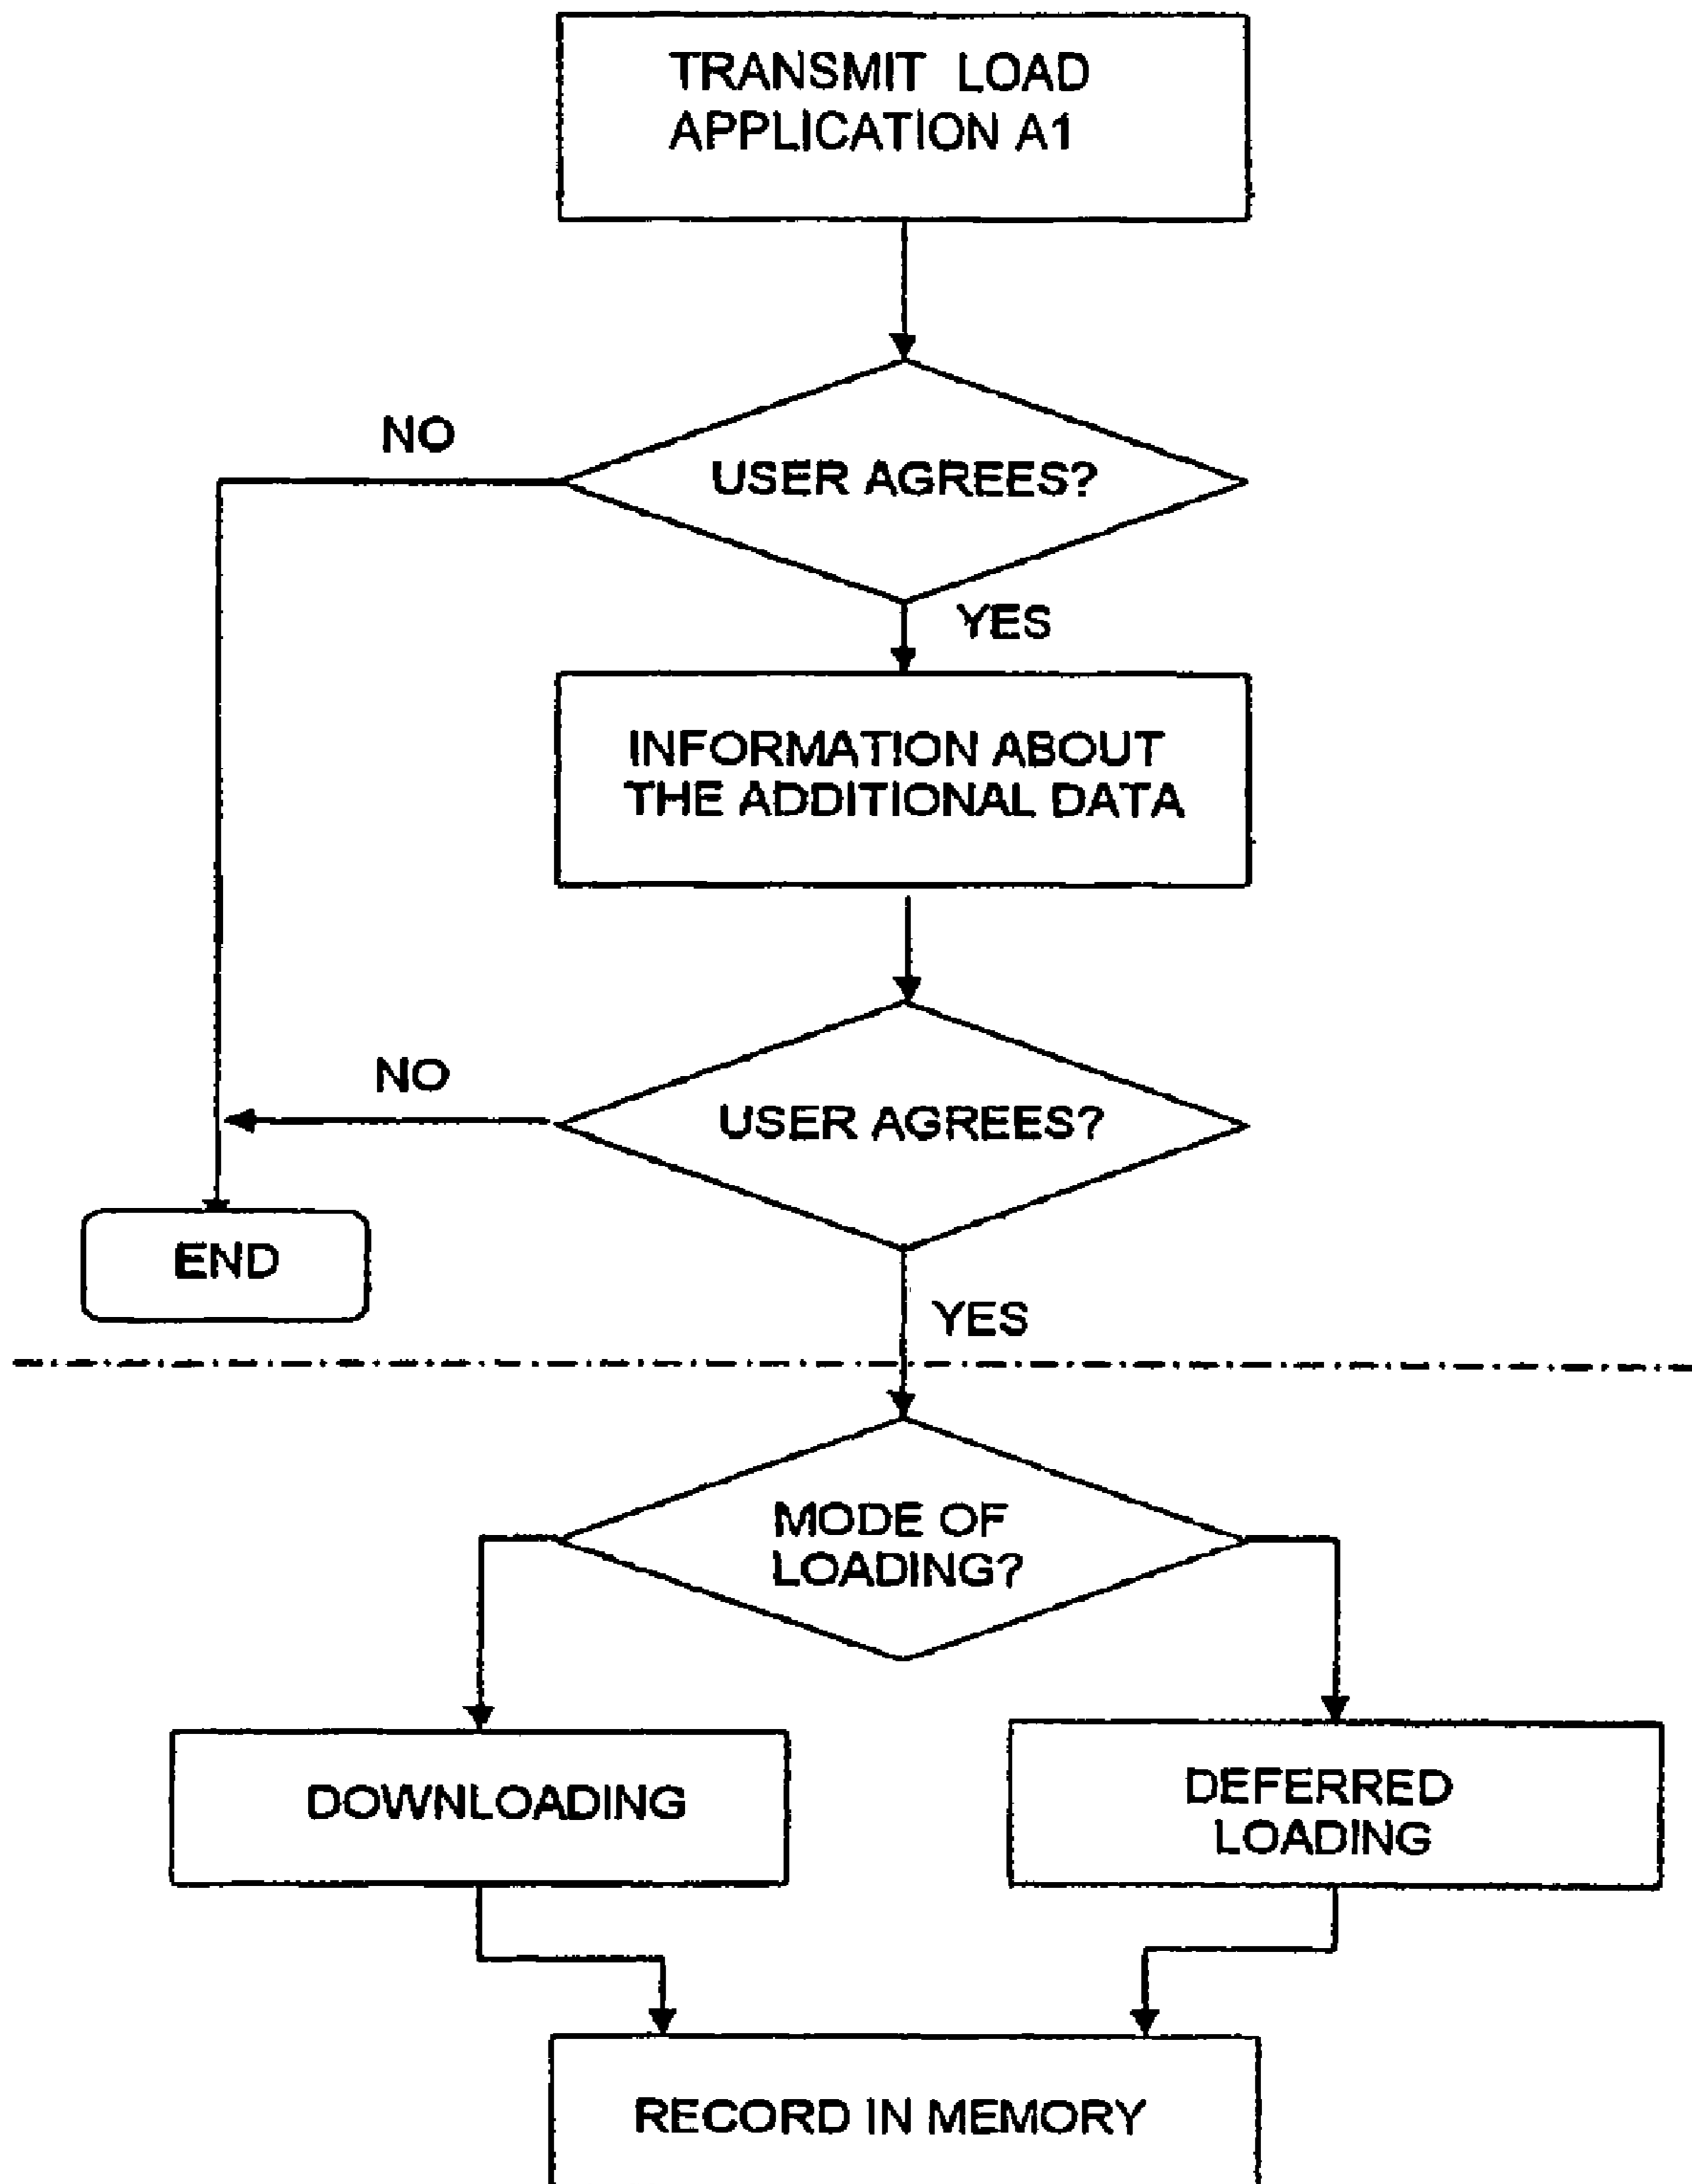 TRANSMIT LOAD
APPLICATION A1
NO
USER AGREES?
YES
INFORMATION ABOUT
THE ADDITIONAL DATA
NO
USER AGREES?
END
YES
MODE OF
LOADING?
DOWNLOADING
DEFERRED
LOADING
RECORD IN MEMORY